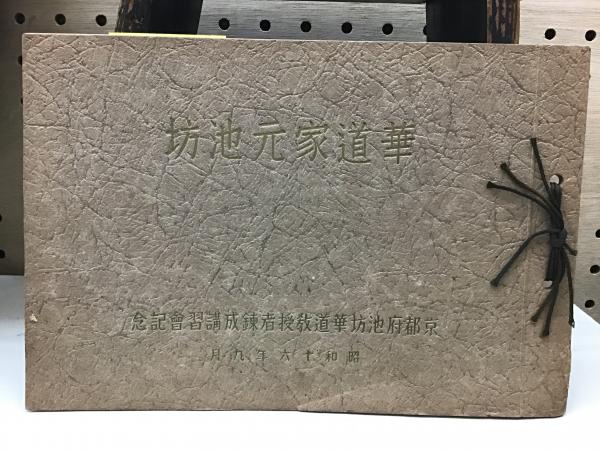 華道家元池坊
京都府池坊華道教授者錬成講習會記念
昭和十六年九月